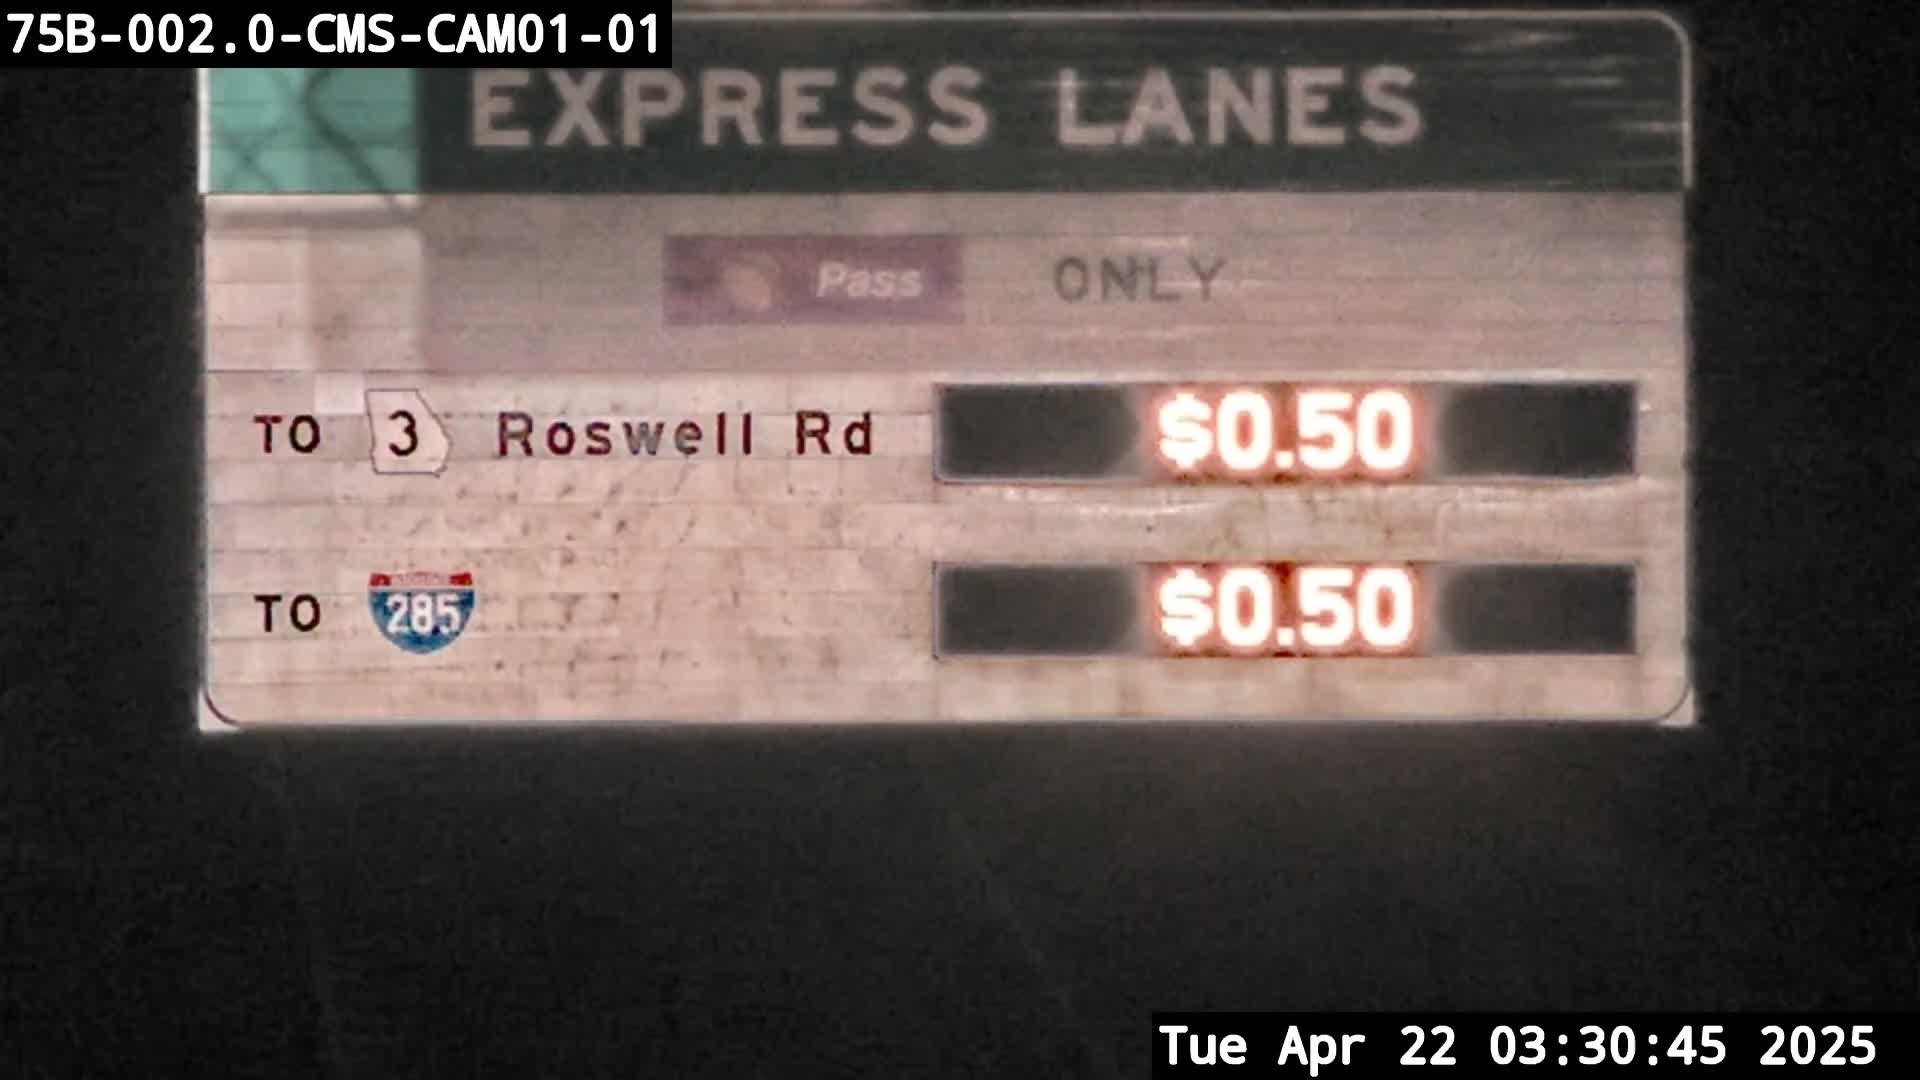 75B-002.0-CMS-CAM01-01
EXPRESS LANES
Pass ONLY
TO 3 Roswell Rd $0.50
TO 285 $0.50
Tue Apr 22 03:30:45 2025